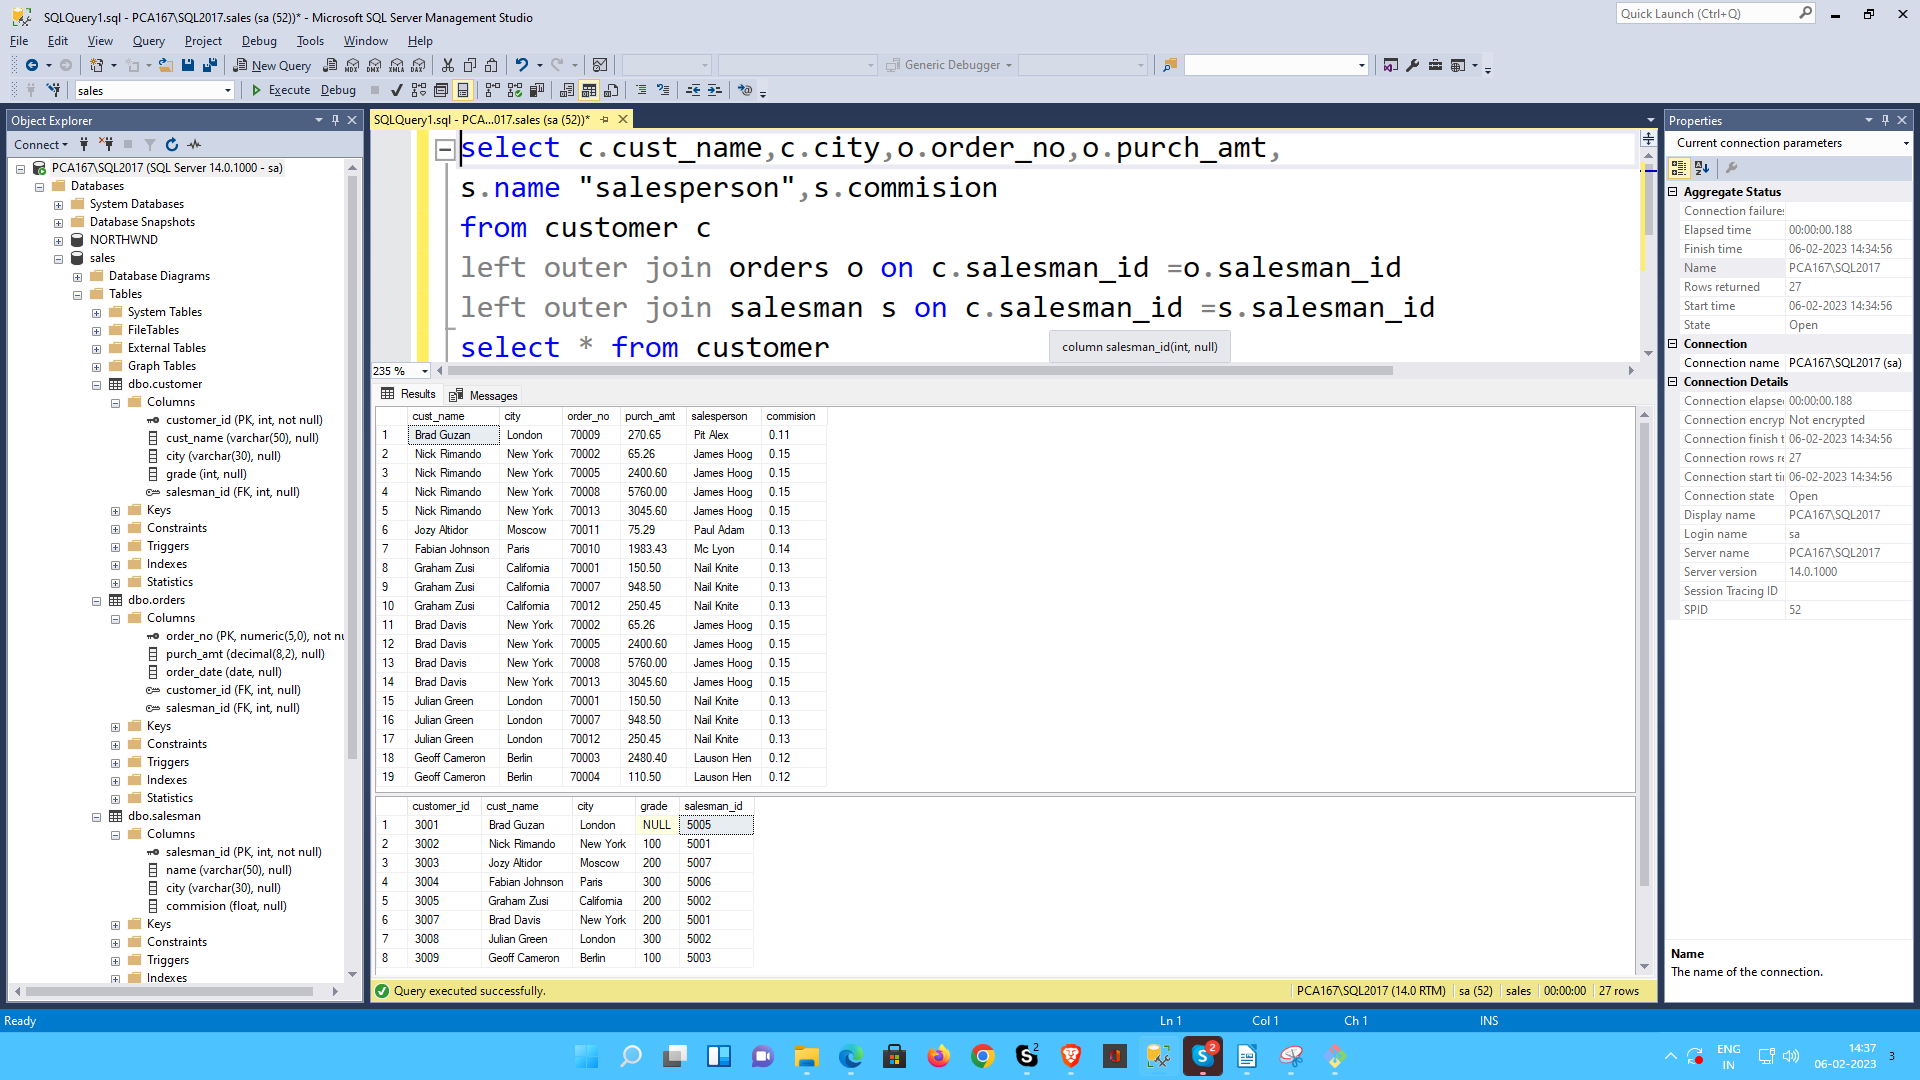 SQLQuery1.sql - PCA167\SQL2017.sales (sa (52))* - Microsoft SQL Server Management Studio
Quick Launch (Ctrl+Q)
File Edit View Query Project Debug Tools Window Help
New Query
MDX DMX XMLA DAX
Generic Debugger
sales
Execute Debug
Object Explorer
Connect
PCA167\SQL2017 (SQL Server 14.0.1000 - sa)
Databases
System Databases
Database Snapshots
NORTHWND
sales
Database Diagrams
Tables
System Tables
FileTables
External Tables
Graph Tables
dbo.customer
Columns
customer_id (PK, int, not null)
cust_name (varchar(50), null)
city (varchar(30), null)
grade (int, null)
salesman_id (FK, int, null)
Keys
Constraints
Triggers
Indexes
Statistics
dbo.orders
Columns
order_no (PK, numeric(5,0), not nu
purch_amt (decimal(8,2), null)
order_date (date, null)
customer_id (FK, int, null)
salesman_id (FK, int, null)
Keys
Constraints
Triggers
Indexes
Statistics
dbo.salesman
Columns
salesman_id (PK, int, not null)
name (varchar(50), null)
city (varchar(30), null)
commision (float, null)
Keys
Constraints
Triggers
Indexes
SQLQuery1.sql - PCA...017.sales (sa (52))*
select c.cust_name,c.city,o.order_no,o.purch_amt,
s.name "salesperson",s.commision
from customer c
left outer join orders o on c.salesman_id =o.salesman_id
left outer join salesman s on c.salesman_id =s.salesman_id
select * from customer
column salesman_id(int, null)
235 %
Results Messages
cust_name city order_no purch_amt salesperson commision
1 Brad Guzan London 70009 270.65 Pit Alex 0.11
2 Nick Rimando New York 70002 65.26 James Hoog 0.15
3 Nick Rimando New York 70005 2400.60 James Hoog 0.15
4 Nick Rimando New York 70008 5760.00 James Hoog 0.15
5 Nick Rimando New York 70013 3045.60 James Hoog 0.15
6 Jozy Altidor Moscow 70011 75.29 Paul Adam 0.13
7 Fabian Johnson Paris 70010 1983.43 Mc Lyon 0.14
8 Graham Zusi California 70001 150.50 Nail Knite 0.13
9 Graham Zusi California 70007 948.50 Nail Knite 0.13
10 Graham Zusi California 70012 250.45 Nail Knite 0.13
11 Brad Davis New York 70002 65.26 James Hoog 0.15
12 Brad Davis New York 70005 2400.60 James Hoog 0.15
13 Brad Davis New York 70008 5760.00 James Hoog 0.15
14 Brad Davis New York 70013 3045.60 James Hoog 0.15
15 Julian Green London 70001 150.50 Nail Knite 0.13
16 Julian Green London 70007 948.50 Nail Knite 0.13
17 Julian Green London 70012 250.45 Nail Knite 0.13
18 Geoff Cameron Berlin 70003 2480.40 Lauson Hen 0.12
19 Geoff Cameron Berlin 70004 110.50 Lauson Hen 0.12
customer_id cust_name city grade salesman_id
1 3001 Brad Guzan London NULL 5005
2 3002 Nick Rimando New York 100 5001
3 3003 Jozy Altidor Moscow 200 5007
4 3004 Fabian Johnson Paris 300 5006
5 3005 Graham Zusi California 200 5002
6 3007 Brad Davis New York 200 5001
7 3008 Julian Green London 300 5002
8 3009 Geoff Cameron Berlin 100 5003
Query executed successfully.
PCA167\SQL2017 (14.0 RTM) sa (52) sales 00:00:00 27 rows
Properties
Current connection parameters
Aggregate Status
Connection failures
Elapsed time 00:00:00.188
Finish time 06-02-2023 14:34:56
Name PCA167\SQL2017
Rows returned 27
Start time 06-02-2023 14:34:56
State Open
Connection
Connection name PCA167\SQL2017 (sa)
Connection Details
Connection elapse 00:00:00.188
Connection encryp Not encrypted
Connection finish t 06-02-2023 14:34:56
Connection rows re 27
Connection start ti 06-02-2023 14:34:56
Connection state Open
Display name PCA167\SQL2017
Login name sa
Server name PCA167\SQL2017
Server version 14.0.1000
Session Tracing ID
SPID 52
Name
The name of the connection.
Ready
Ln 1 Col 1 Ch 1 INS
2
2
ENG
IN
14:37
06-02-2023
3